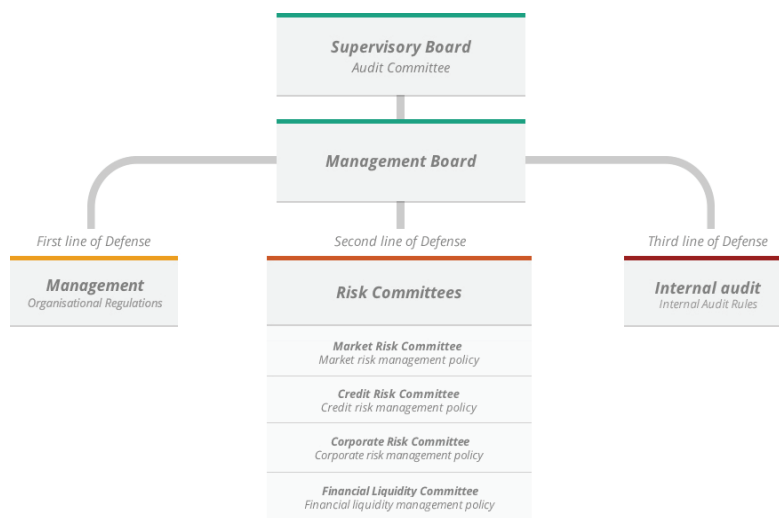 Supervisory Board
Audit Committee
Management Board
First line of Defense
Management
Organisational Regulations
Second line of Defense
Risk Committees
Market Risk Committee
Market risk management policy
Credit Risk Committee
Credit risk management policy
Corporate Risk Committee
Corporate risk management policy
Financial Liquidity Committee
Financial liquidity management policy
Third line of Defense
Internal audit
Internal Audit Rules